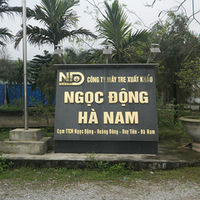 NĐ
CÔNG TY MÂY TRE XUẤT KHẨU
NGỌC ĐỘNG
HÀ NAM
Cụm TTCN Ngọc Động - Hoàng Đông - Duy Tiên - Hà Nam